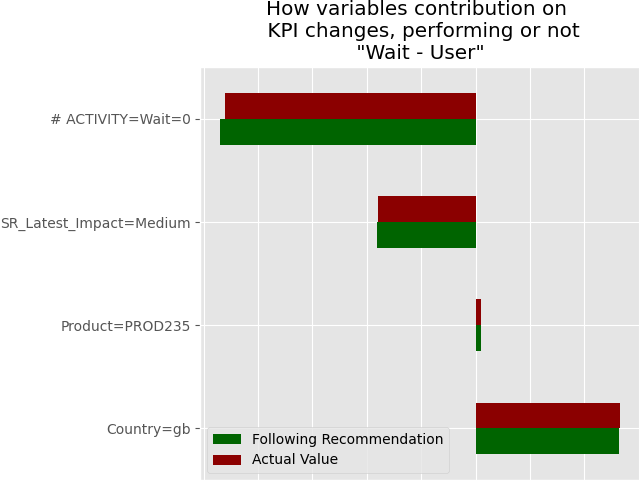 How variables contribution on
KPI changes, performing or not
"Wait - User"
# ACTIVITY=Wait=0
SR_Latest_Impact=Medium
Product=PROD235
Country=gb
Following Recommendation
Actual Value